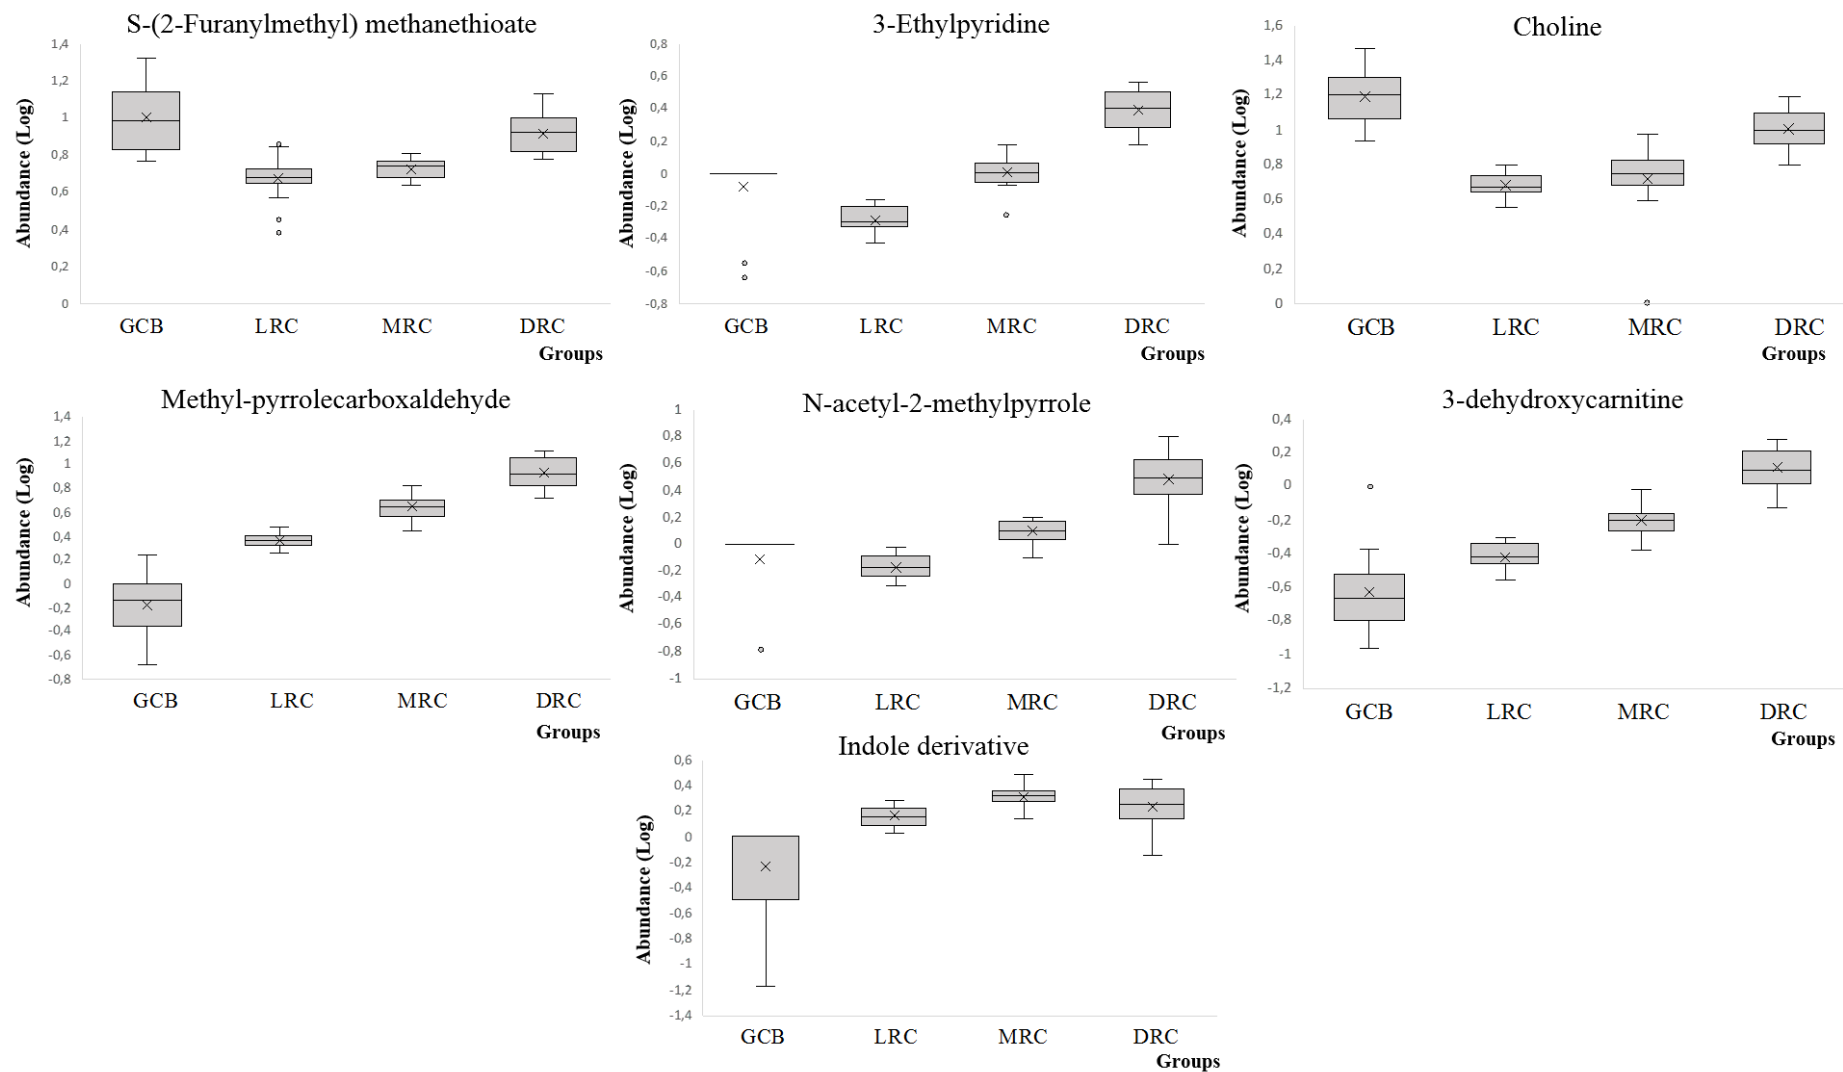 S-(2-Furanylmethyl) methanethioate
Abundance (Log)
1,4
1,2
1
0,8
0,6
0,4
0,2
0
GCB LRC MRC DRC
Groups
3-Ethylpyridine
Abundance (Log)
0,8
0,6
0,4
0,2
0
-0,2
-0,4
-0,6
-0,8
GCB LRC MRC DRC
Groups
Choline
Abundance (Log)
1,6
1,4
1,2
1
0,8
0,6
0,4
0,2
0
GCB LRC MRC DRC
Groups
Methyl-pyrrolecarboxaldehyde
Abundance (Log)
1,4
1,2
1
0,8
0,6
0,4
0,2
0
-0,2
-0,4
-0,6
-0,8
GCB LRC MRC DRC
Groups
N-acetyl-2-methylpyrrole
Abundance (Log)
1
0,8
0,6
0,4
0,2
0
-0,2
-0,4
-0,6
-0,8
-1
GCB LRC MRC DRC
Groups
3-dehydroxycarnitine
Abundance (Log)
0,4
0,2
0
-0,2
-0,4
-0,6
-0,8
-1
-1,2
GCB LRC MRC DRC
Groups
Indole derivative
Abundance (Log)
0,6
0,4
0,2
0
-0,2
-0,4
-0,6
-0,8
-1
-1,2
-1,4
GCB LRC MRC DRC
Groups